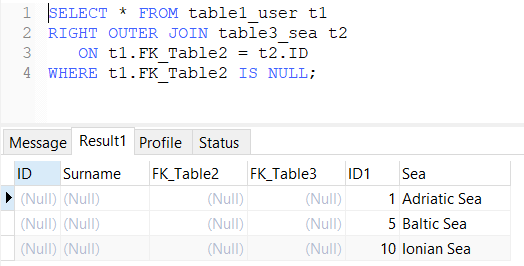 1 SELECT * FROM table1_user t1
2 RIGHT OUTER JOIN table3_sea t2
3 ON t1.FK_Table2 = t2.ID
4 WHERE t1.FK_Table2 IS NULL;
Message Result1 Profile Status
ID Surname FK_Table2 FK_Table3 ID1 Sea
(Null) (Null) (Null) (Null) 1 Adriatic Sea
(Null) (Null) (Null) (Null) 5 Baltic Sea
(Null) (Null) (Null) (Null) 10 Ionian Sea